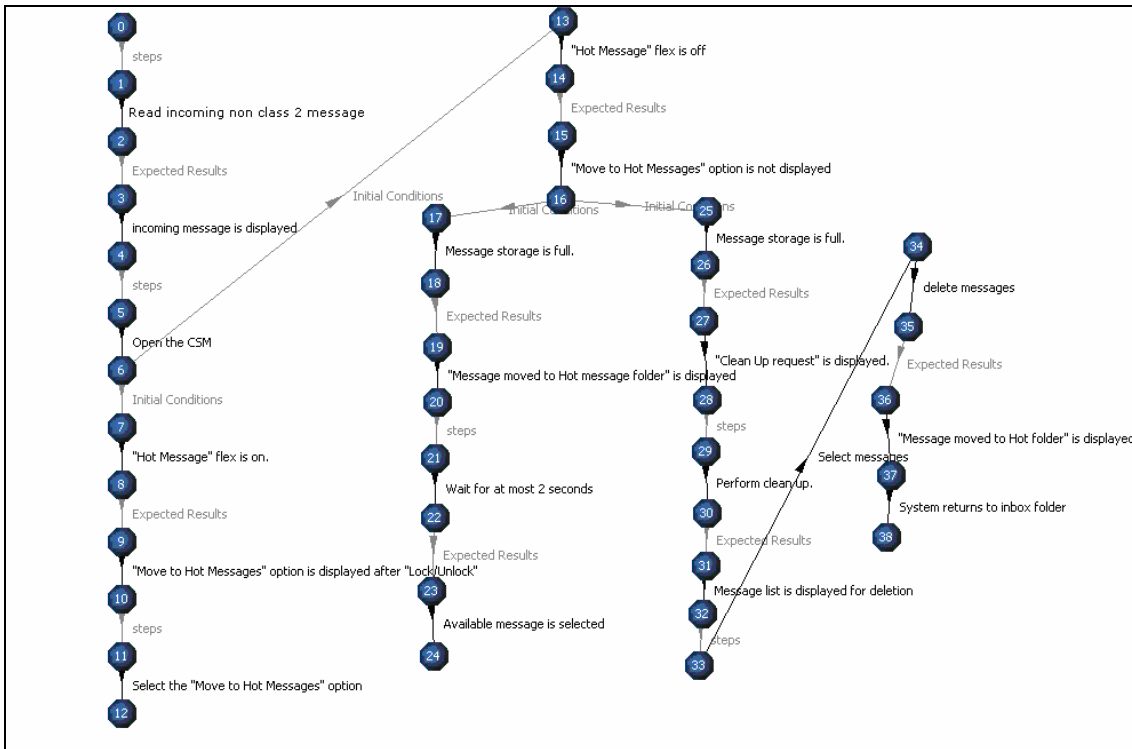 0
steps
1
Read incoming non class 2 message
2
Expected Results
3
incoming message is displayed
4
steps
5
Open the CSM
6
Initial Conditions
7
"Hot Message" flex is on.
8
Expected Results
9
"Move to Hot Messages" option is displayed after "Lock/Unlock"
10
steps
11
Select the "Move to Hot Messages" option
12
Initial Conditions
13
"Hot Message" flex is off
14
Expected Results
15
"Move to Hot Messages" option is not displayed
16
Initial Conditions
17
Message storage is full.
18
Expected Results
19
"Message moved to Hot message folder" is displayed
20
steps
21
Wait for at most 2 seconds
22
Expected Results
23
Available message is selected
24
Initial Conditions
25
Message storage is full.
26
Expected Results
27
"Clean Up request" is displayed.
28
steps
29
Perform clean up.
30
Expected Results
31
Message list is displayed for deletion
32
steps
33
Select messages
34
delete messages
35
Expected Results
36
"Message moved to Hot folder" is displayed
37
System returns to inbox folder
38